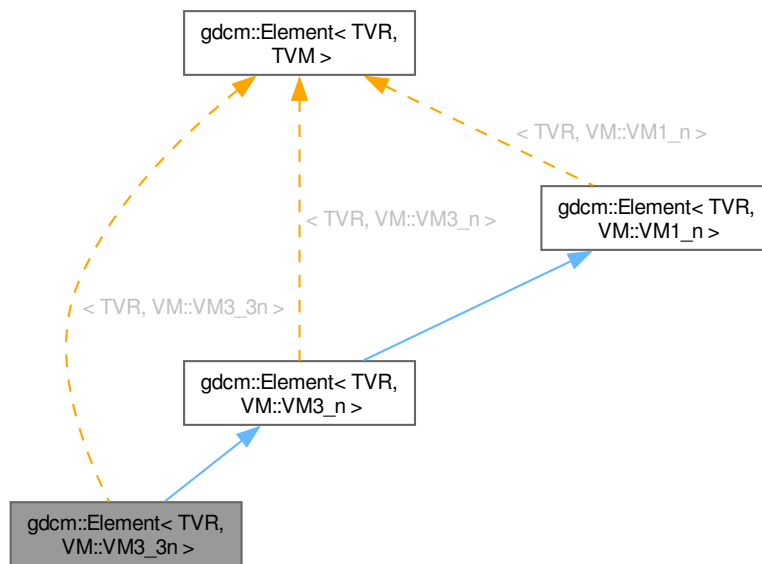 gdcm::Element< TVR,
TVM >
< TVR, VM::VM1_n >
gdcm::Element< TVR,
VM::VM1_n >
< TVR, VM::VM3_n >
< TVR, VM::VM3_3n >
gdcm::Element< TVR,
VM::VM3_n >
gdcm::Element< TVR,
VM::VM3_3n >